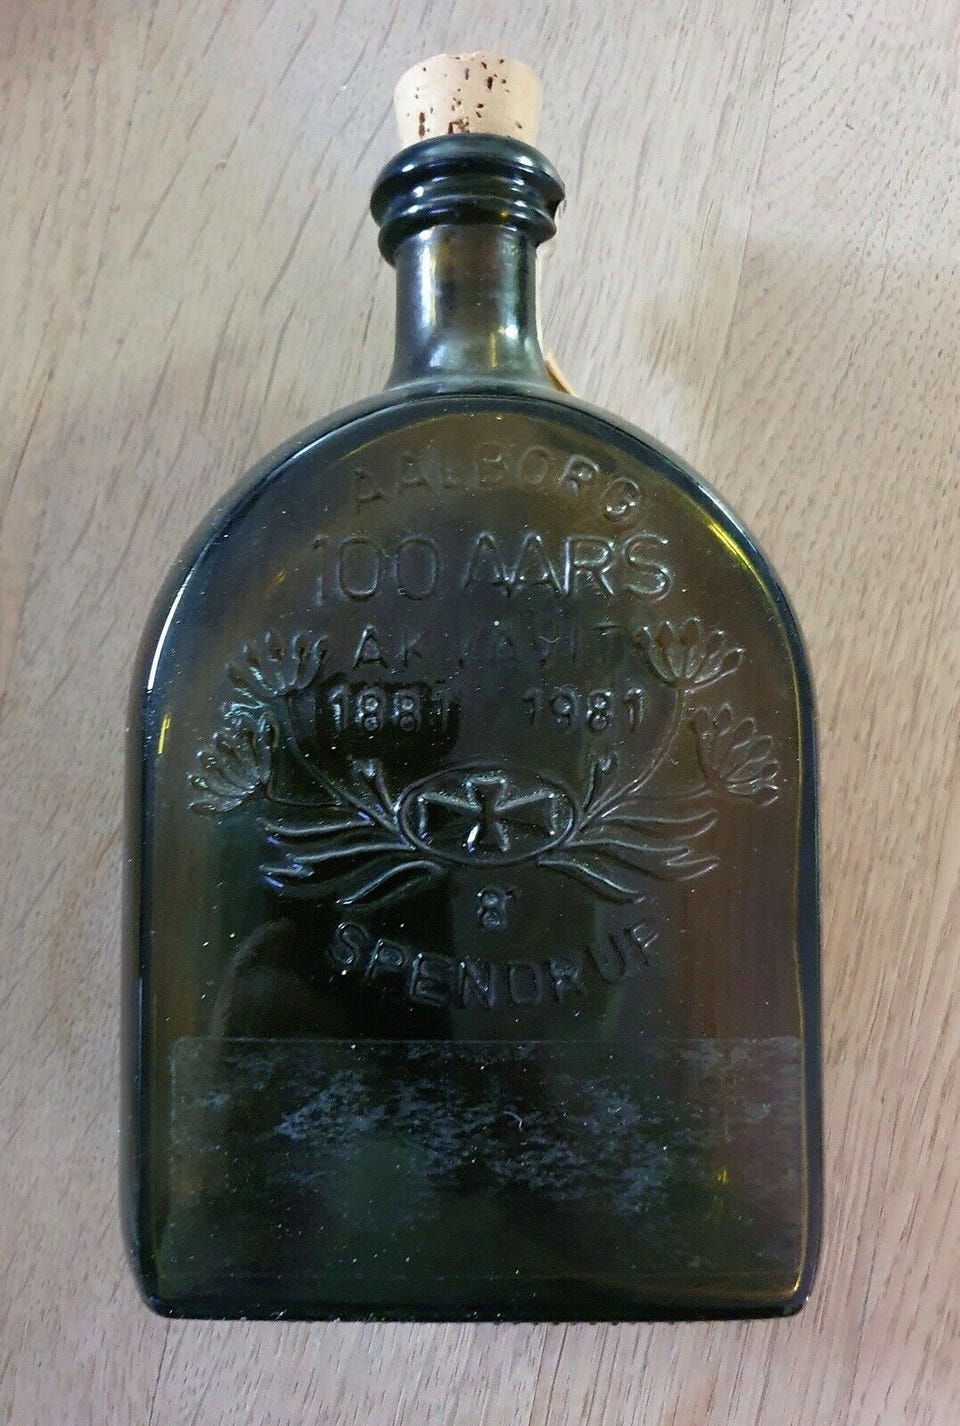 AALBORG
100 AARS
AKVAVIT
1881 1981
&
SPENDRUP